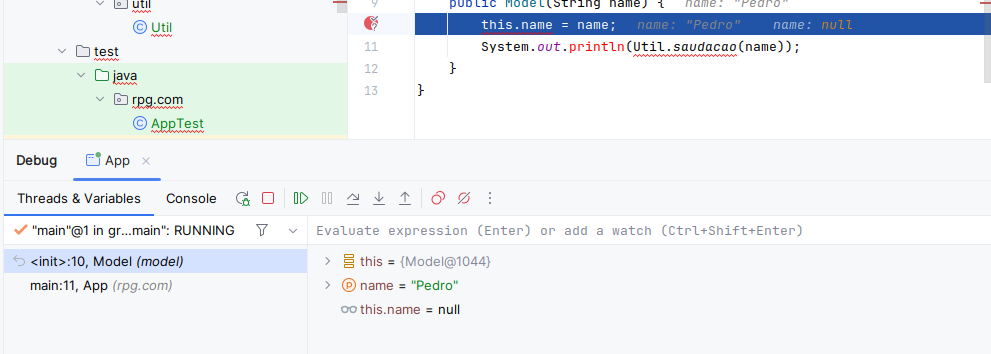 util
Util
test
java
rpg.com
AppTest
9 public Model(String name) { name: "Pedro"
this.name = name; name: "Pedro" name: null
11 System.out.println(Util.saudacao(name));
12 }
13 }
Debug App
Threads & Variables Console
"main"@1 in gr...main": RUNNING
Evaluate expression (Enter) or add a watch (Ctrl+Shift+Enter)
<init>:10, Model (model)
main:11, App (rpg.com)
this = {Model@1044}
name = "Pedro"
this.name = null